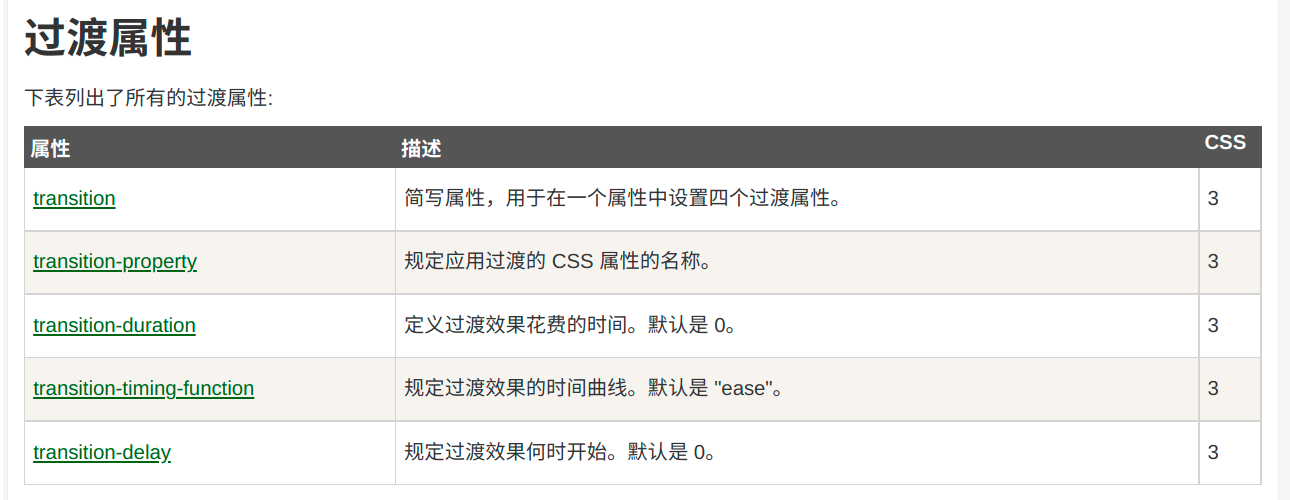 过渡属性
下表列出了所有的过渡属性:
属性 描述 CSS
transition 简写属性，用于在一个属性中设置四个过渡属性。 3
transition-property 规定应用过渡的 CSS 属性的名称。 3
transition-duration 定义过渡效果花费的时间。默认是 0。 3
transition-timing-function 规定过渡效果的时间曲线。默认是 "ease"。 3
transition-delay 规定过渡效果何时开始。默认是 0。 3